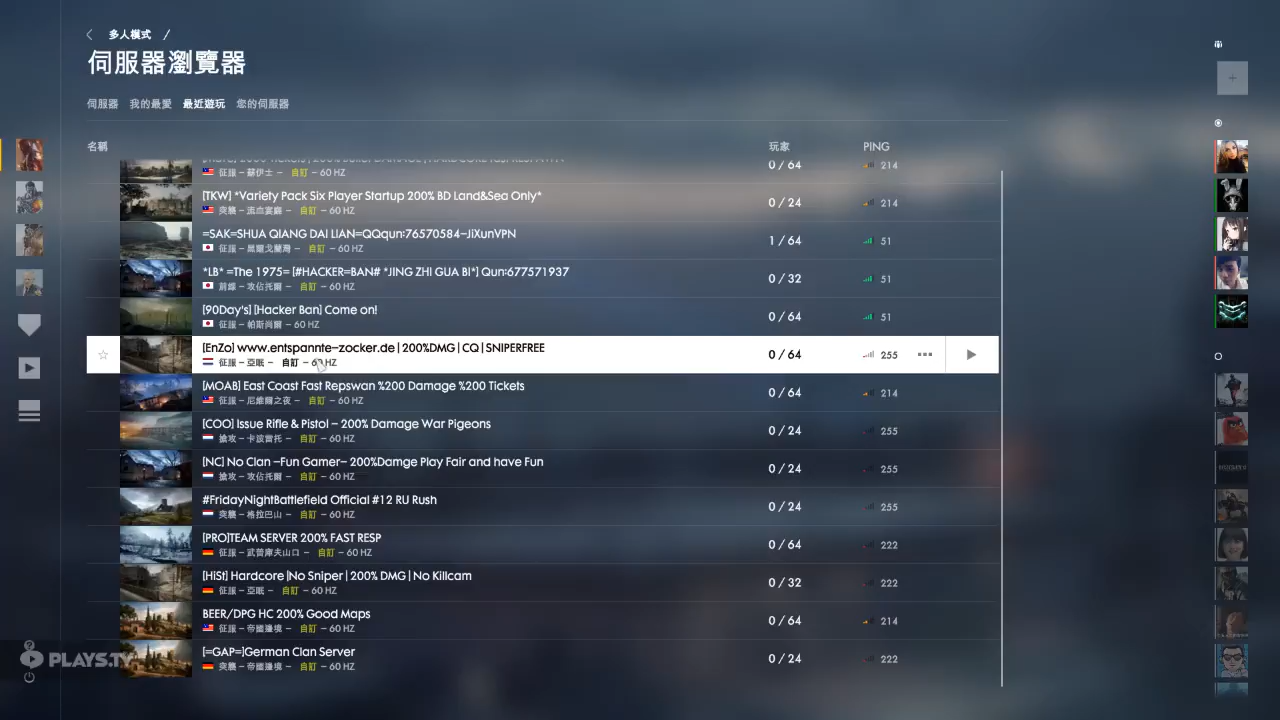 多人模式 /
伺服器瀏覽器
伺服器 我的最愛 最近遊玩 您的伺服器
名稱 玩家 PING
0 / 64 214
征服 – 蘇伊士 – 自訂 – 60 HZ
[TKW] *Variety Pack Six Player Startup 200% BD Land&Sea Only* 0 / 24 214
突襲 – 流血宴廳 – 自訂 – 60 HZ
=SAK=SHUA QIANG DAI LIAN=QQqun:76570584-JiXunVPN 1 / 64 51
征服 – 黑爾戈蘭灣 – 自訂 – 60 HZ
*LB* =The 1975= [#HACKER=BAN# *JING ZHI GUA Bi*] Qun:677571937 0 / 32 51
前線 – 攻佔托爾 – 自訂 – 60 HZ
[90Day's] [Hacker Ban] Come on! 0 / 64 51
征服 – 帕斯尚爾 – 60 HZ
[EnZo] www.entspannte-zocker.de | 200%DMG | CQ | SNIPERFREE 0 / 64 255
征服 – 亞眠 – 自訂 – 60 HZ
[MOAB] East Coast Fast Repswan %200 Damage %200 Tickets 0 / 64 214
征服 – 尼維爾之夜 – 自訂 – 60 HZ
[COO] Issue Rifle & Pistol – 200% Damage War Pigeons 0 / 24 255
搶攻 – 卡波雷托 – 自訂 – 60 HZ
[NC] No Clan –Fun Gamer– 200%Damge Play Fair and have Fun 0 / 24 255
搶攻 – 攻佔托爾 – 自訂 – 60 HZ
#FridayNightBattlefield Official #12 RU Rush 0 / 24 255
突襲 – 格拉巴山 – 自訂 – 60 HZ
[PRO]TEAM SERVER 200% FAST RESP 0 / 64 222
征服 – 武普庫夫山口 – 自訂 – 60 HZ
[HiSt] Hardcore |No Sniper | 200% DMG | No Killcam 0 / 32 222
征服 – 亞眠 – 自訂 – 60 HZ
BEER/DPG HC 200% Good Maps 0 / 64 214
征服 – 帝國邊境 – 自訂 – 60 HZ
[=GAP=]German Clan Server 0 / 24 222
突襲 – 帝國邊境 – 自訂 – 60 HZ
PLAYS.TV